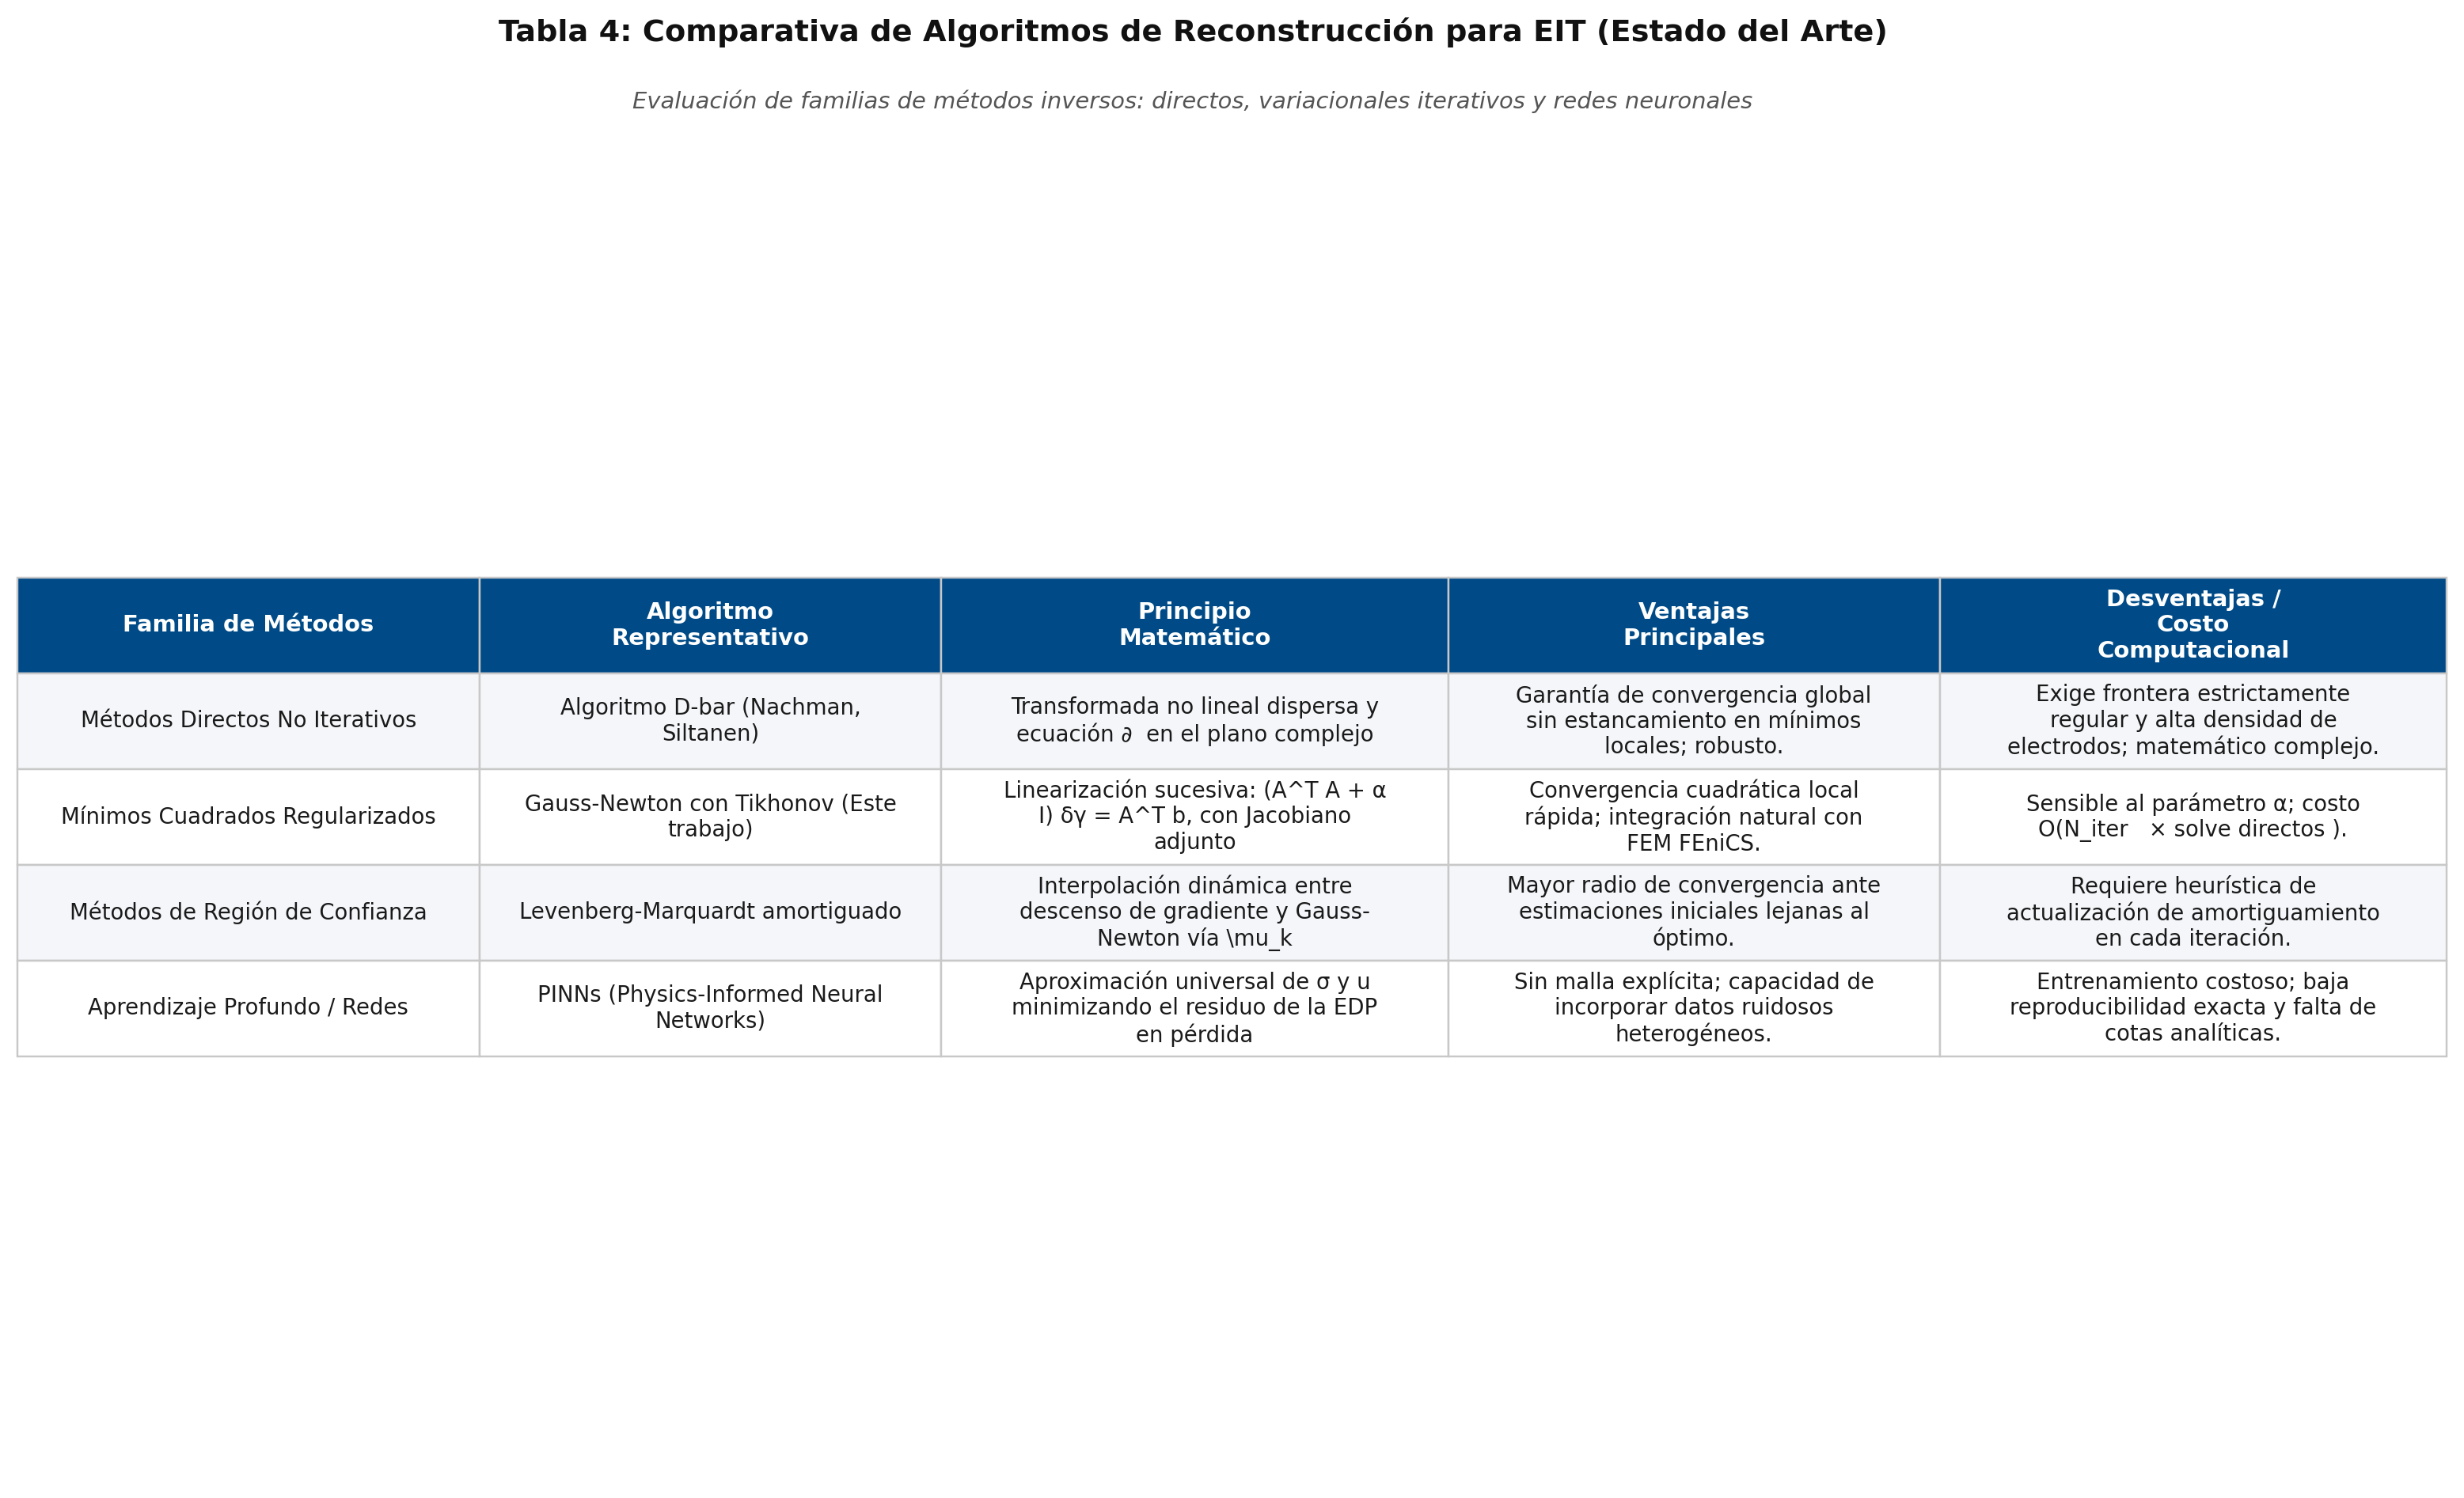 Tabla 4: Comparativa de Algoritmos de Reconstrucción para EIT (Estado del Arte)
Evaluación de familias de métodos inversos: directos, variacionales iterativos y redes neuronales
Familia de Métodos
Algoritmo
Representativo
Principio
Matemático
Ventajas
Principales
Desventajas /
Costo
Computacional
Métodos Directos No Iterativos
Algoritmo D-bar (Nachman,
Siltanen)
Transformada no lineal dispersa y
ecuación ∂  en el plano complejo
Garantía de convergencia global
sin estancamiento en mínimos
locales; robusto.
Exige frontera estrictamente
regular y alta densidad de
electrodos; matemático complejo.
Mínimos Cuadrados Regularizados
Gauss-Newton con Tikhonov (Este
trabajo)
Linearización sucesiva: (A^T A + α
I) δγ = A^T b, con Jacobiano
adjunto
Convergencia cuadrática local
rápida; integración natural con
FEM FEniCS.
Sensible al parámetro α; costo
O(N_iter   × solve directos ).
Métodos de Región de Confianza
Levenberg-Marquardt amortiguado
Interpolación dinámica entre
descenso de gradiente y Gauss-
Newton vía \mu_k
Mayor radio de convergencia ante
estimaciones iniciales lejanas al
óptimo.
Requiere heurística de
actualización de amortiguamiento
en cada iteración.
Aprendizaje Profundo / Redes
PINNs (Physics-Informed Neural
Networks)
Aproximación universal de σ y u
minimizando el residuo de la EDP
en pérdida
Sin malla explícita; capacidad de
incorporar datos ruidosos
heterogéneos.
Entrenamiento costoso; baja
reproducibilidad exacta y falta de
cotas analíticas.